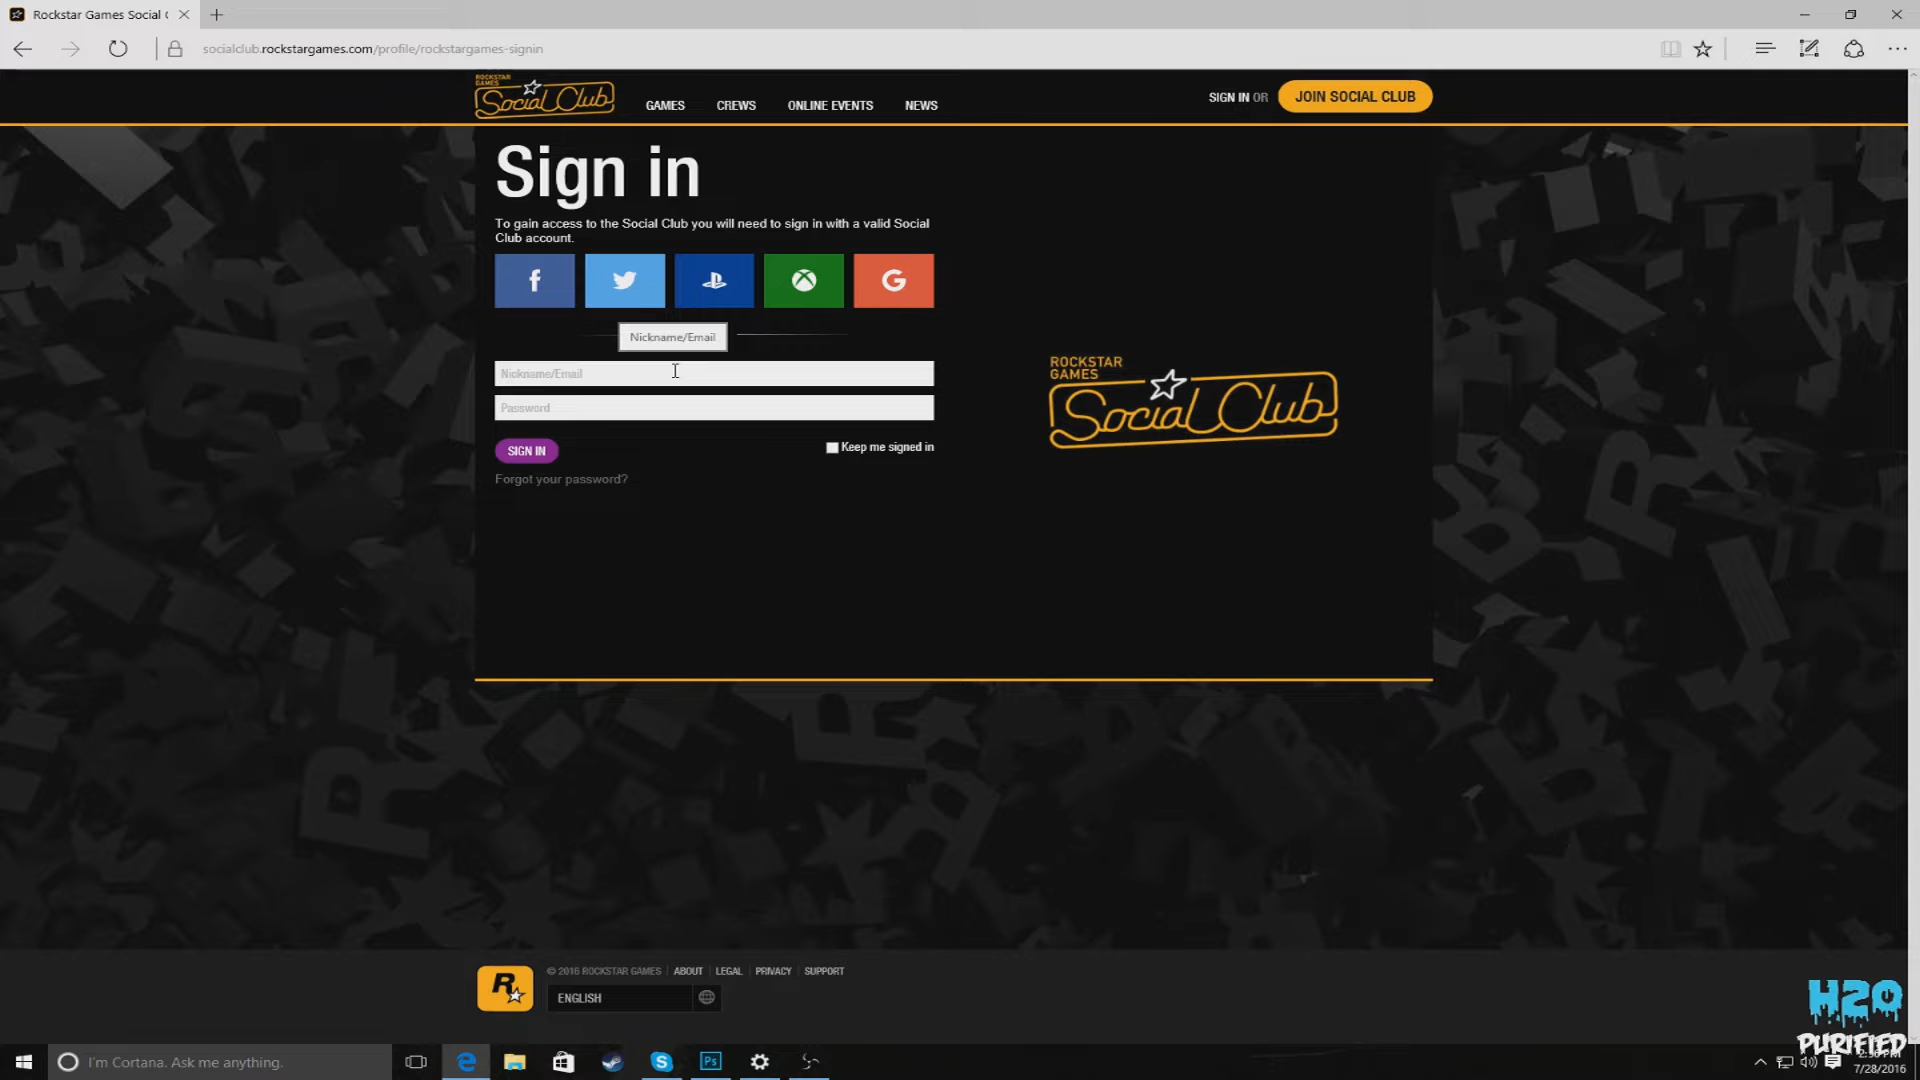 Rockstar Games Social
socialclub.rockstargames.com/profile/rockstargames-signin
ROCKSTAR
GAMES
Social Club
GAMES
CREWS
ONLINE EVENTS
NEWS
SIGN IN OR
JOIN SOCIAL CLUB
Sign in
To gain access to the Social Club you will need to sign in with a valid Social
Club account.
Nickname/Email
Nickname/Email
Password
SIGN IN
Keep me signed in
Forgot your password?
ROCKSTAR
GAMES
Social Club
R
© 2016 ROCKSTAR GAMES | ABOUT | LEGAL | PRIVACY | SUPPORT
ENGLISH
H2O
PURIFIED
I'm Cortana. Ask me anything.
Ps
7/28/2016